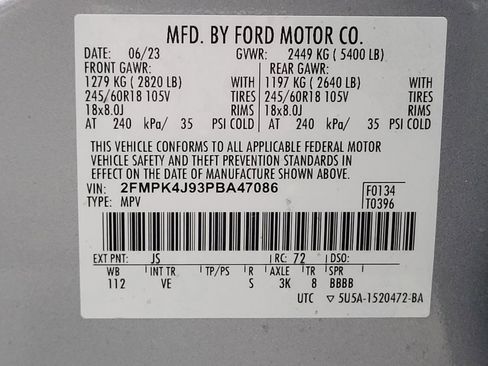 MFD. BY FORD MOTOR CO.
DATE: 06/23 GVWR: 2449 KG ( 5400 LB)
FRONT GAWR: REAR GAWR:
1279 KG ( 2820 LB) WITH 1197 KG ( 2640 LB) WITH
245/60R18 105V TIRES 245/60R18 105V TIRES
18x8.0J RIMS 18x8.0J RIMS
AT 240 kPa/ 35 PSI COLD AT 240 kPa/ 35 PSI COLD
THIS VEHICLE CONFORMS TO ALL APPLICABLE FEDERAL MOTOR
VEHICLE SAFETY AND THEFT PREVENTION STANDARDS IN
EFFECT ON THE DATE OF MANUFACTURE SHOWN ABOVE.
VIN: 2FMPK4J93PBA47086 F0134
TYPE: MPV T0396
EXT PNT: JS RC: 72 DSO:
WB INT TR TP/PS R AXLE TR SPR
112 VE S 3K 8 BBBB
UTC ▽ 5U5A-1520472-BA